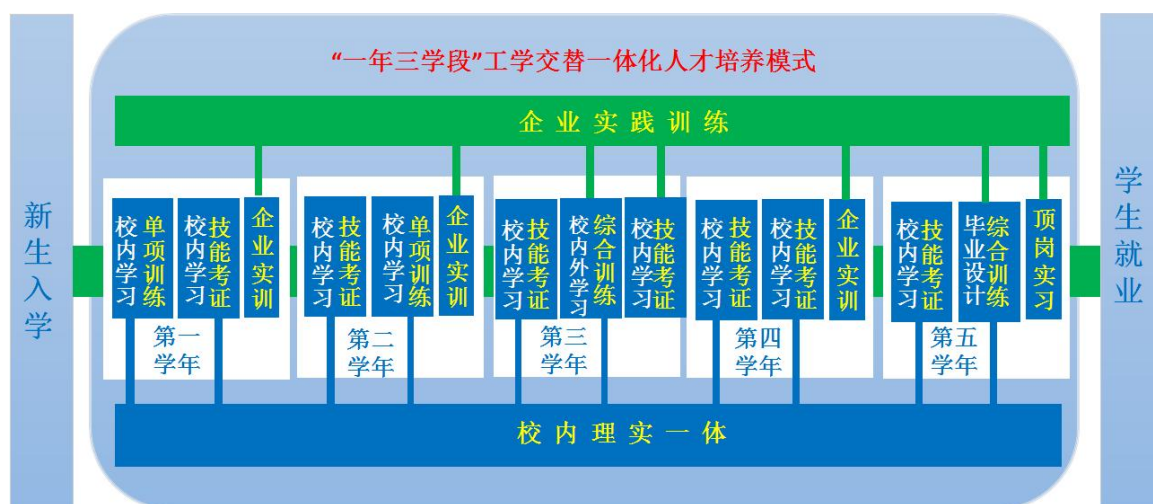 “一年三学段”工学交替一体化人才培养模式
企业实践训练
新生入学
校内学习
单项训练
校内学习
技能考证
企业实训
第一
学年
校内学习
技能考证
校内学习
单项训练
企业实训
第二
学年
校内学习
技能考证
校内外学习
综合训练
校内学习
技能考证
第三
学年
校内学习
技能考证
校内学习
技能考证
企业实训
第四
学年
校内学习
技能考证
毕业设计
综合训练
顶岗实习
第五
学年
学生就业
校内理实一体